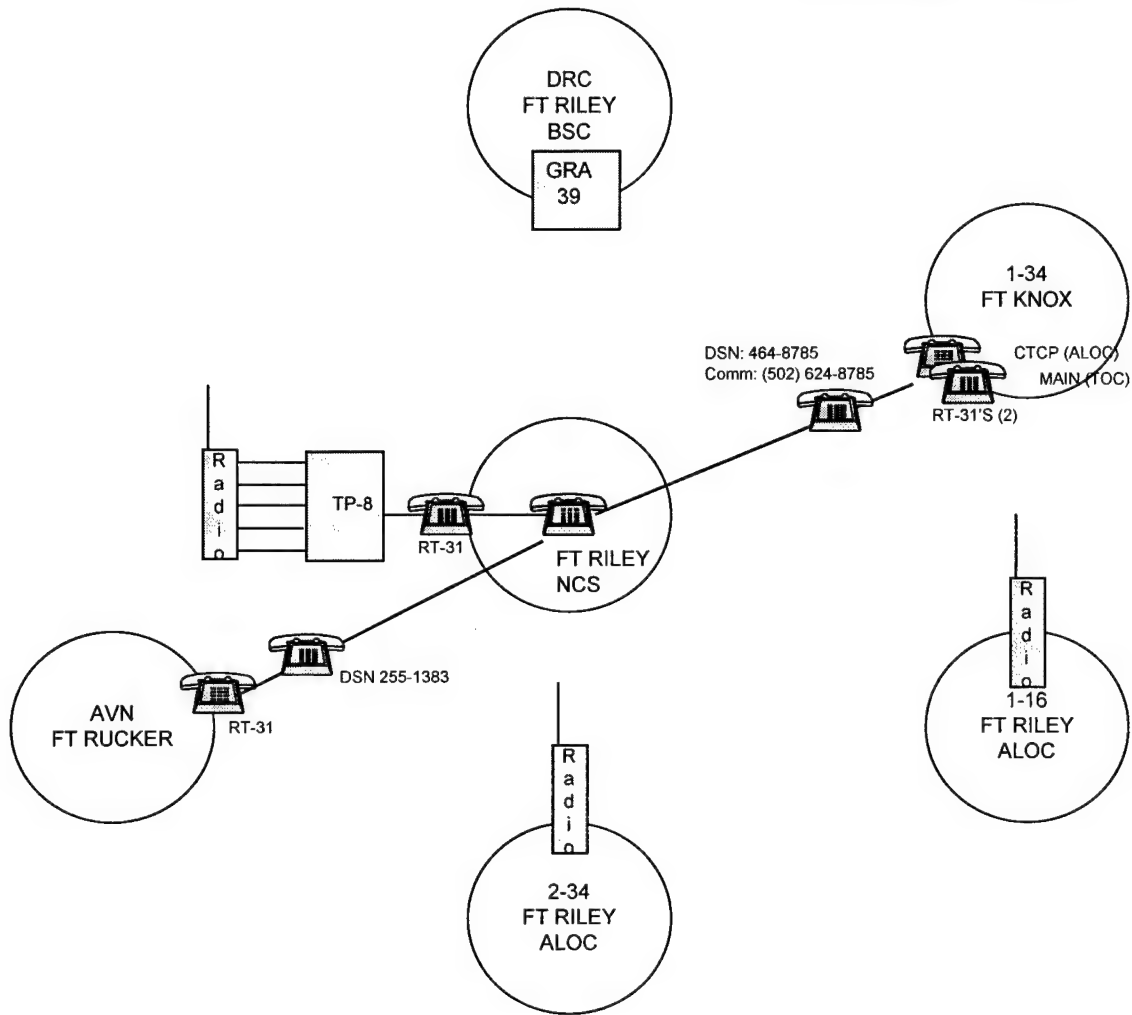 DRC
FT RILEY
BSC
GRA
39
1-34
FT KNOX
DSN: 464-8785
Comm: (502) 624-8785
CTCP (ALOC)
MAIN (TOC)
RT-31'S (2)
R
a
d
i
o
TP-8
RT-31
FT RILEY
NCS
DSN 255-1383
RT-31
AVN
FT RUCKER
R
a
d
i
o
1-16
FT RILEY
ALOC
R
a
d
i
o
2-34
FT RILEY
ALOC